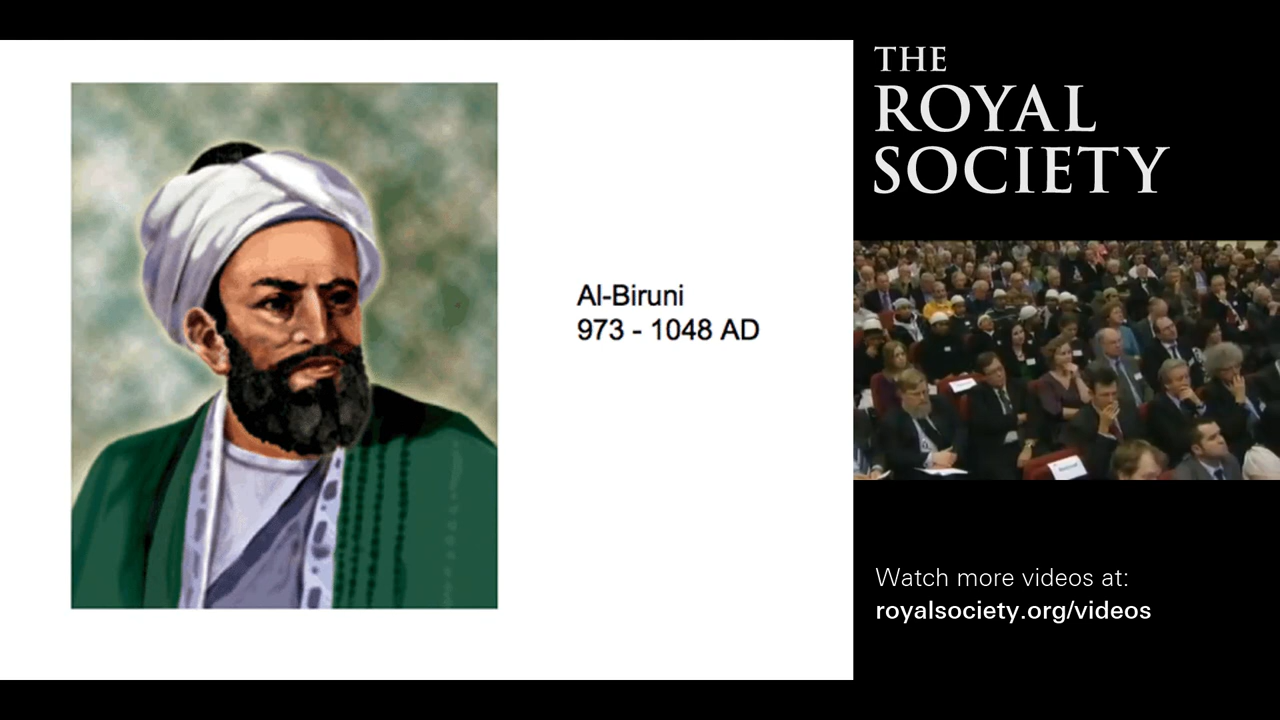 Al-Biruni
973 - 1048 AD
THE
ROYAL
SOCIETY
Watch more videos at:
royalsociety.org/videos